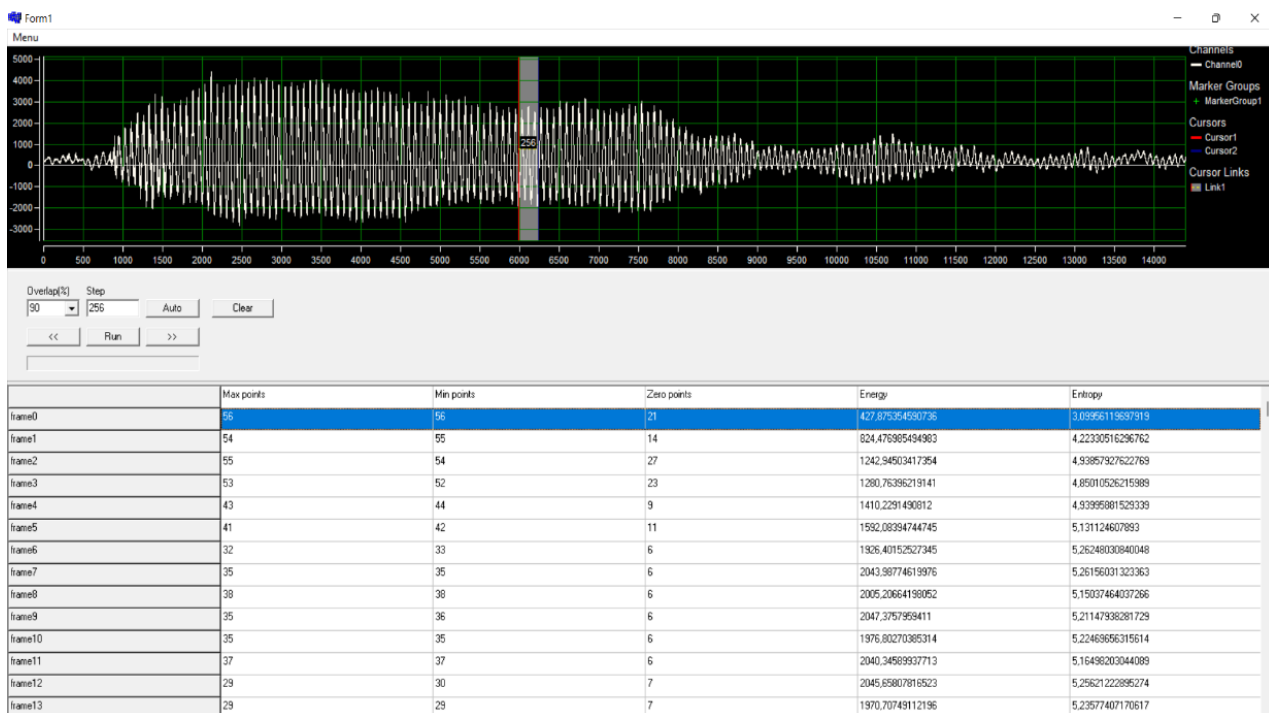 Form1
Menu
5000
4000
3000
2000
1000
0
-1000
-2000
-3000
256
Channels
Channel0
Marker Groups
MarkerGroup1
Cursors
Cursor1
Cursor2
Cursor Links
Link1
0 500 1000 1500 2000 2500 3000 3500 4000 4500 5000 5500 6000 6500 7000 7500 8000 8500 9000 9500 10000 10500 11000 11500 12000 12500 13000 13500 14000
Overlap(%) Step
90 256 Auto Clear
<< Run >>
Max points Min points Zero points Energy Entropy
frame0 56 56 21 427,875354590736 3,09956119697919
frame1 54 55 14 824,476985494983 4,22330516296762
frame2 55 54 27 1242,94503417354 4,93857927622769
frame3 53 52 23 1280,76396219141 4,85010526215989
frame4 43 44 9 1410,2291490812 4,93995881529339
frame5 41 42 11 1592,08394744745 5,131124607893
frame6 32 33 6 1926,40152527345 5,26248030840048
frame7 35 35 6 2043,98774619976 5,26156031323363
frame8 38 38 6 2005,20664198052 5,15037464037266
frame9 35 36 6 2047,3757959411 5,21147938281729
frame10 35 35 6 1976,80270385314 5,22469656315614
frame11 37 37 6 2040,34589937713 5,16498203044089
frame12 29 30 7 2045,65807816523 5,25621222895274
frame13 29 29 7 1970,70749112196 5,23577407170617